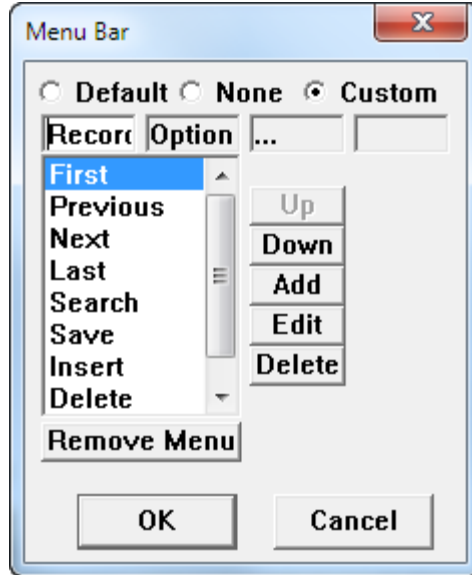 Menu Bar
Default None Custom
Record Option ...
First
Previous
Next
Last
Search
Save
Insert
Delete
Up
Down
Add
Edit
Delete
Remove Menu
OK Cancel